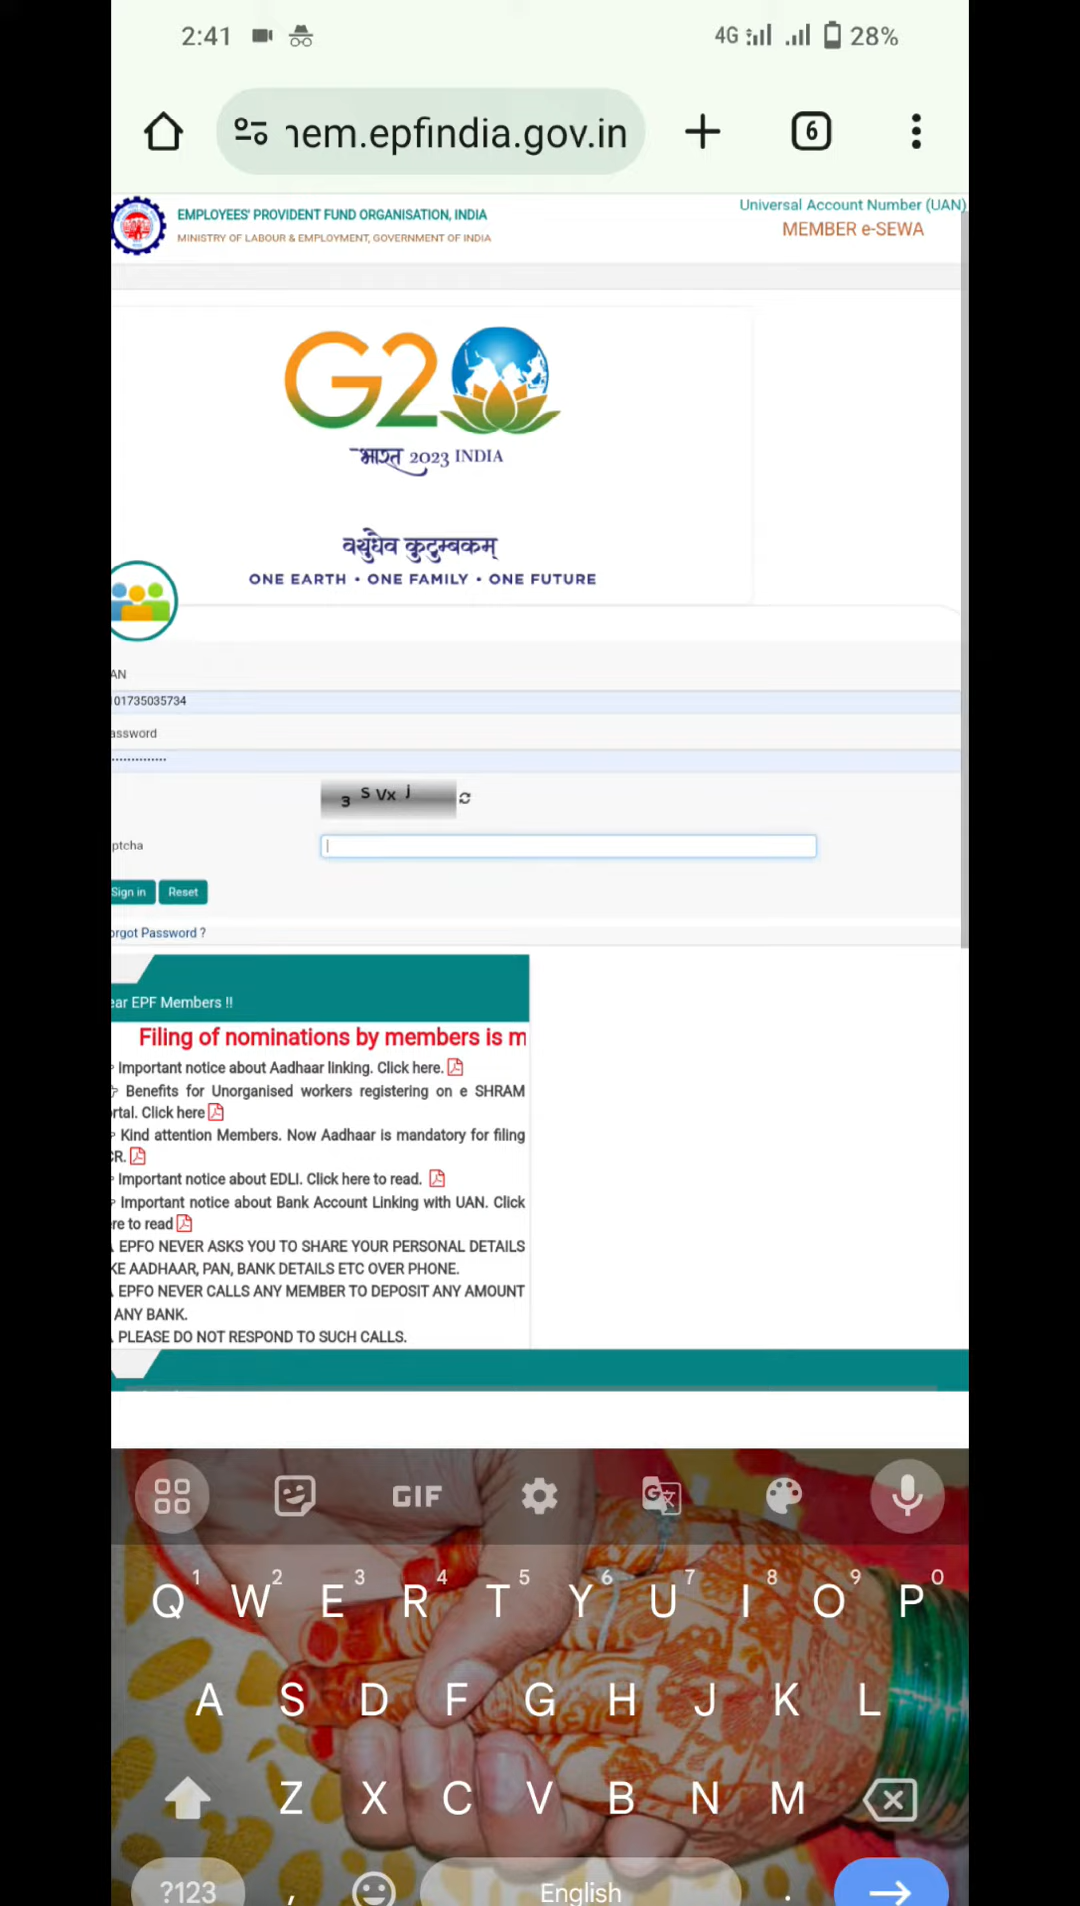 2:41 4G 28%
nem.epfindia.gov.in 6
EMPLOYEES' PROVIDENT FUND ORGANISATION, INDIA
MINISTRY OF LABOUR & EMPLOYMENT, GOVERNMENT OF INDIA
Universal Account Number (UAN)
MEMBER e-SEWA
G20
भारत 2023 INDIA
वसुधैव कुटुम्बकम्
ONE EARTH • ONE FAMILY • ONE FUTURE
AN
01735035734
assword
3 S Vx j
ptcha
Sign in Reset
orgot Password ?
ear EPF Members !!
Filing of nominations by members is m
Important notice about Aadhaar linking. Click here.
Benefits for Unorganised workers registering on e SHRAM
rtal. Click here
Kind attention Members. Now Aadhaar is mandatory for filing
CR.
Important notice about EDLI. Click here to read.
Important notice about Bank Account Linking with UAN. Click
re to read
EPFO NEVER ASKS YOU TO SHARE YOUR PERSONAL DETAILS
KE AADHAAR, PAN, BANK DETAILS ETC OVER PHONE.
EPFO NEVER CALLS ANY MEMBER TO DEPOSIT ANY AMOUNT
ANY BANK.
PLEASE DO NOT RESPOND TO SUCH CALLS.
GIF
1 2 3 4 5 6 7 8 9 0
Q W E R T Y U I O P
A S D F G H J K L
Z X C V B N M
?123 , English .